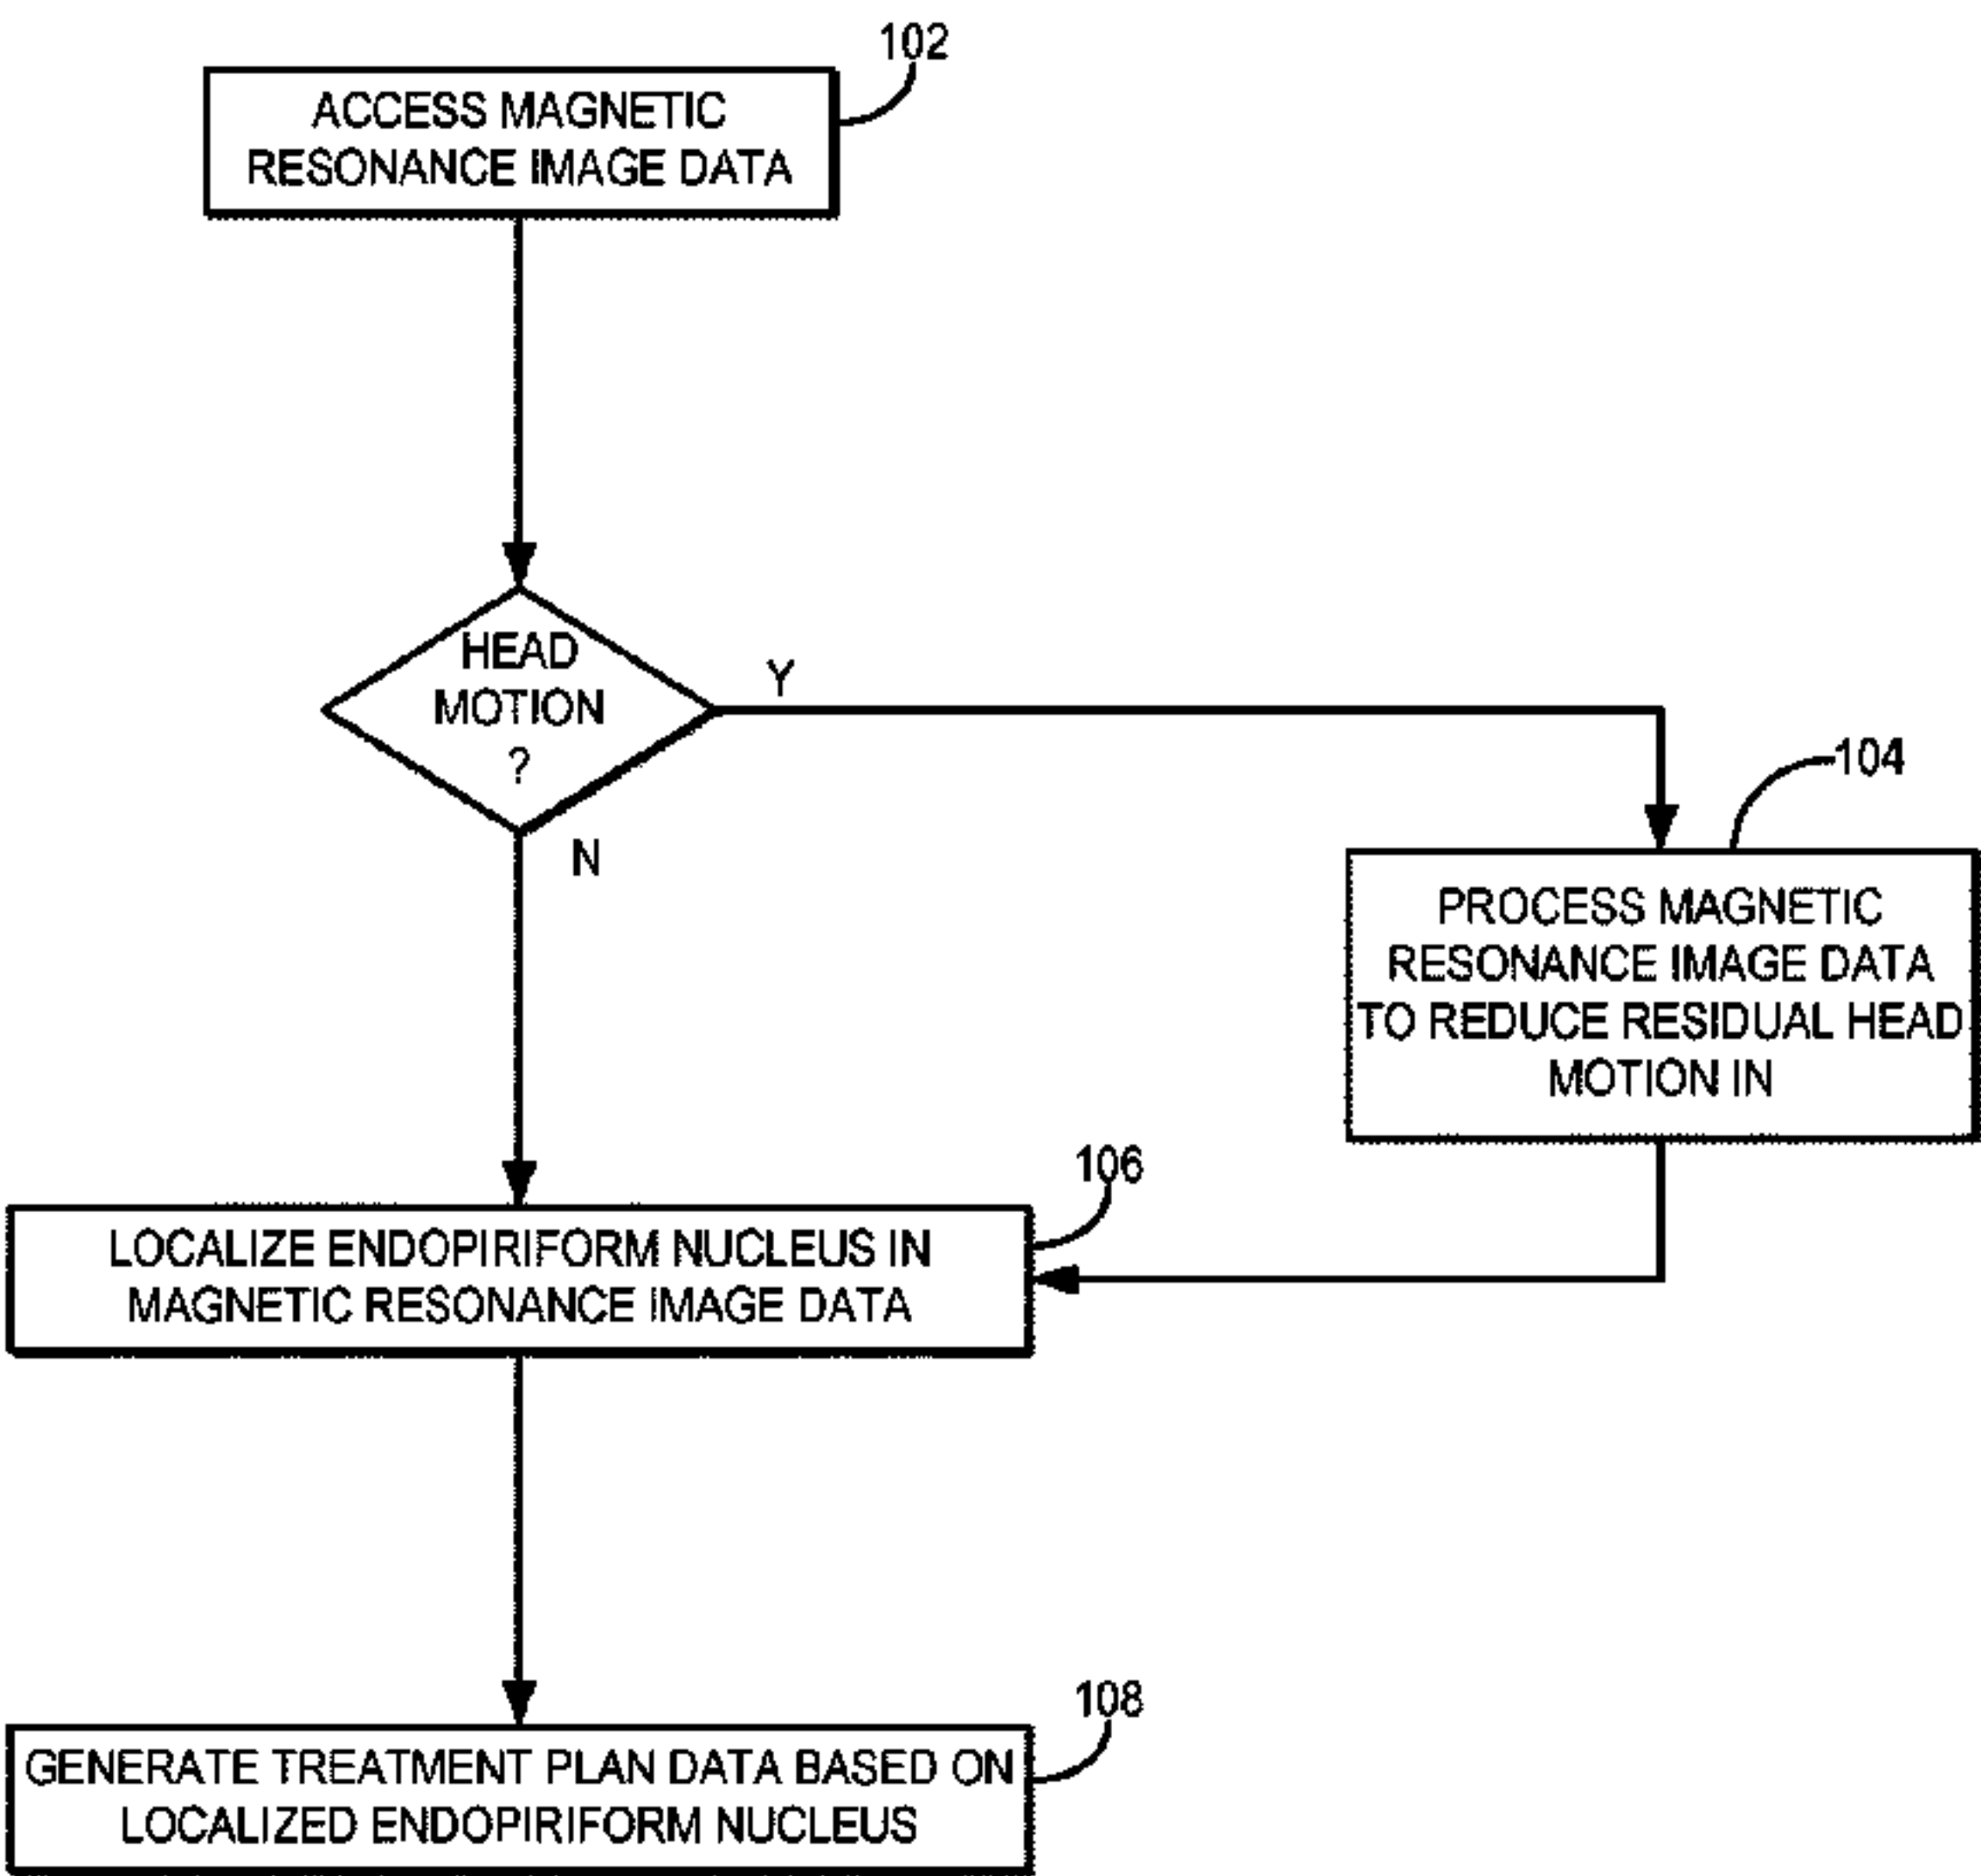 102
ACCESS MAGNETIC
RESONANCE IMAGE DATA
HEAD
MOTION
?
Y
N
104
PROCESS MAGNETIC
RESONANCE IMAGE DATA
TO REDUCE RESIDUAL HEAD
MOTION IN
106
LOCALIZE ENDOPIRIFORM NUCLEUS IN
MAGNETIC RESONANCE IMAGE DATA
108
GENERATE TREATMENT PLAN DATA BASED ON
LOCALIZED ENDOPIRIFORM NUCLEUS